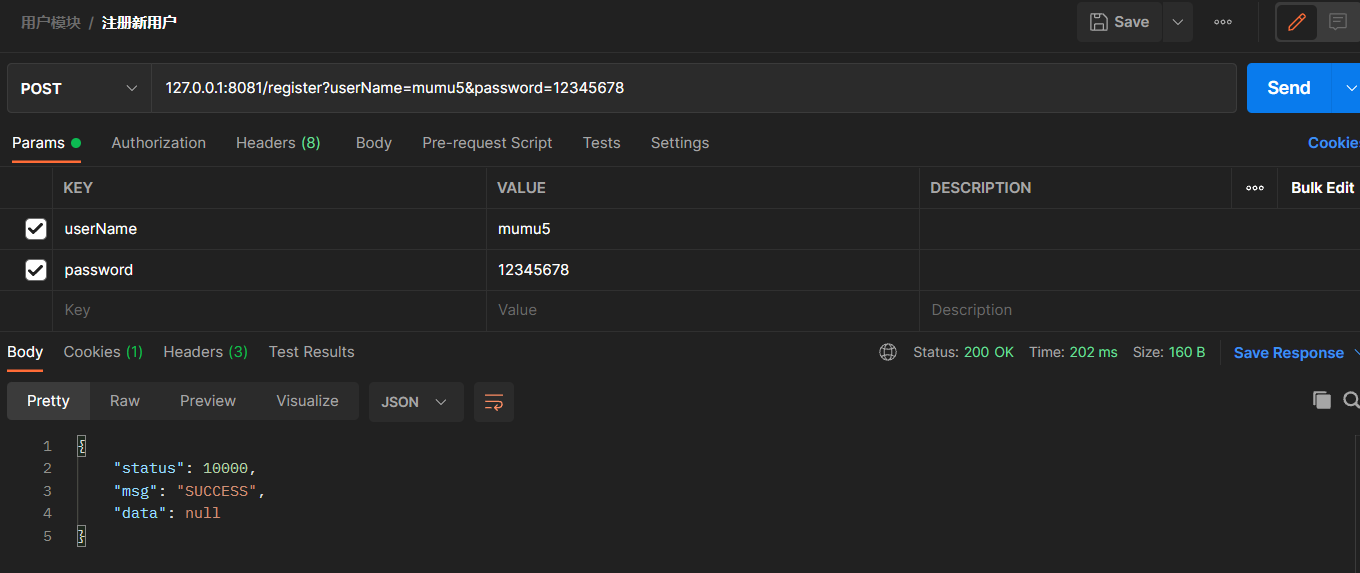 用户模块 / 注册新用户 Save
POST 127.0.0.1:8081/register?userName=mumu5&password=12345678 Send
Params Authorization Headers (8) Body Pre-request Script Tests Settings Cookies
KEY VALUE DESCRIPTION Bulk Edit
userName mumu5
password 12345678
Key Value Description
Body Cookies (1) Headers (3) Test Results Status: 200 OK Time: 202 ms Size: 160 B Save Response
Pretty Raw Preview Visualize JSON
1 {
2 "status": 10000,
3 "msg": "SUCCESS",
4 "data": null
5 }